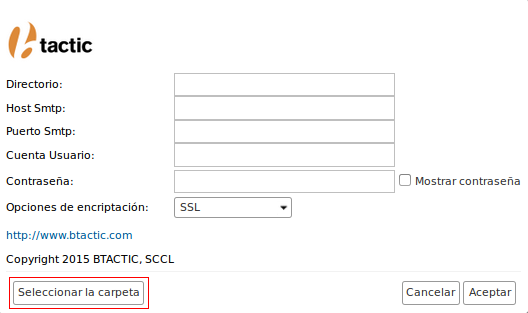 btactic
Directorio:
Host Smtp:
Puerto Smtp:
Cuenta Usuario:
Contraseña:
Mostrar contraseña
Opciones de encriptación:
SSL
http://www.btactic.com
Copyright 2015 BTACTIC, SCCL
Seleccionar la carpeta
Cancelar
Aceptar